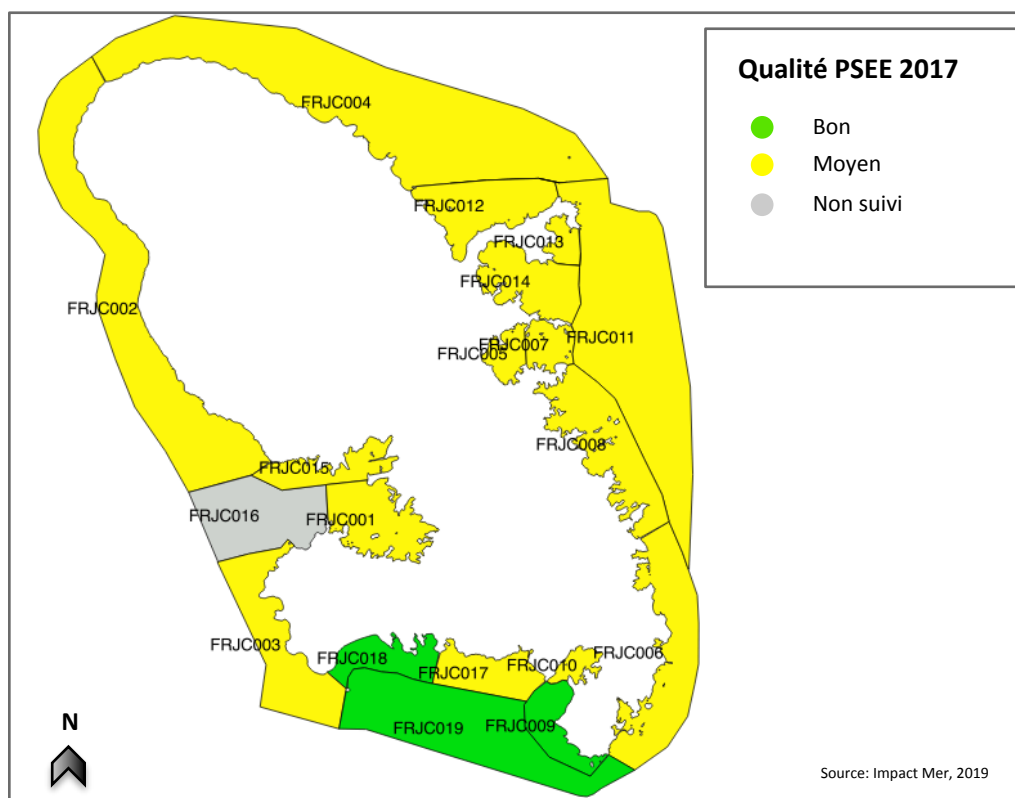 Qualité PSEE 2017
Bon
Moyen
Non suivi
FRJC004
FRJC012
FRJC013
FRJC014
FRJC002
FRJC007
FRJC011
FRJC005
FRJC008
FRJC015
FRJC016
FRJC001
FRJC003
FRJC018
FRJC017
FRJC010
FRJC006
FRJC019
FRJC009
N
Source: Impact Mer, 2019